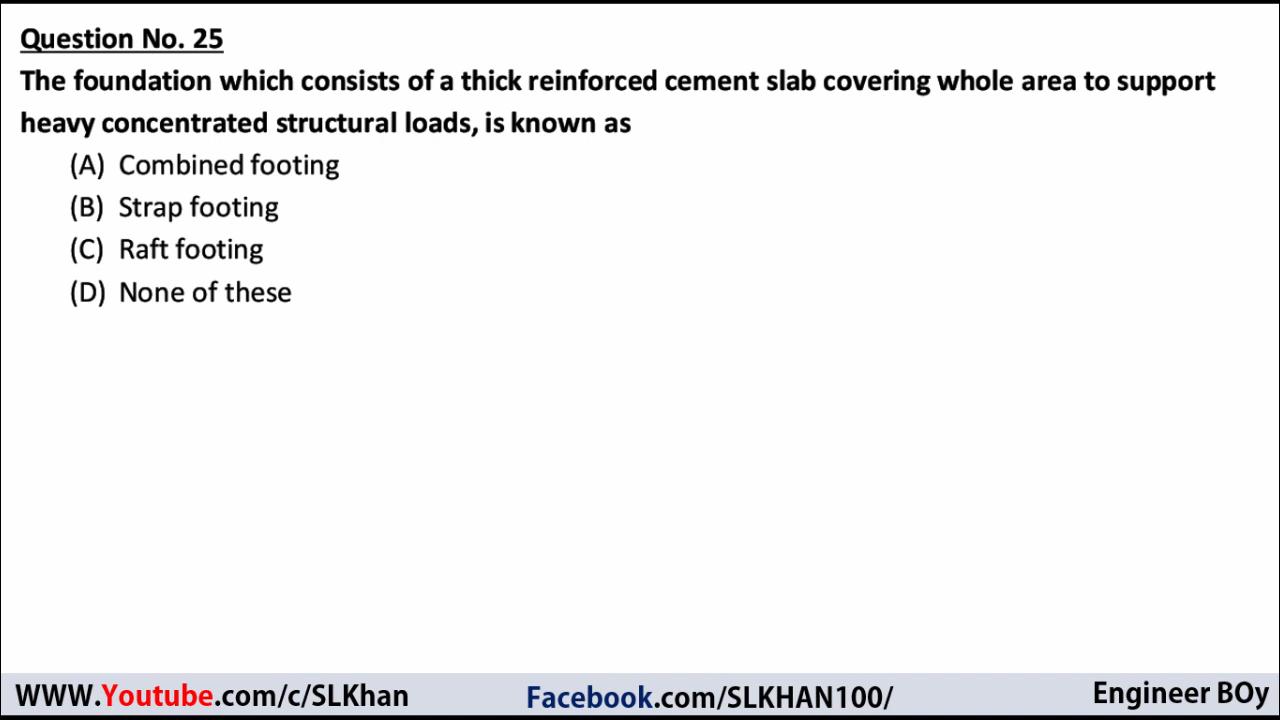 Question No. 25
The foundation which consists of a thick reinforced cement slab covering whole area to support
heavy concentrated structural loads, is known as
(A) Combined footing
(B) Strap footing
(C) Raft footing
(D) None of these
WWW.Youtube.com/c/SLKhan
Facebook.com/SLKHAN100/
Engineer BOy